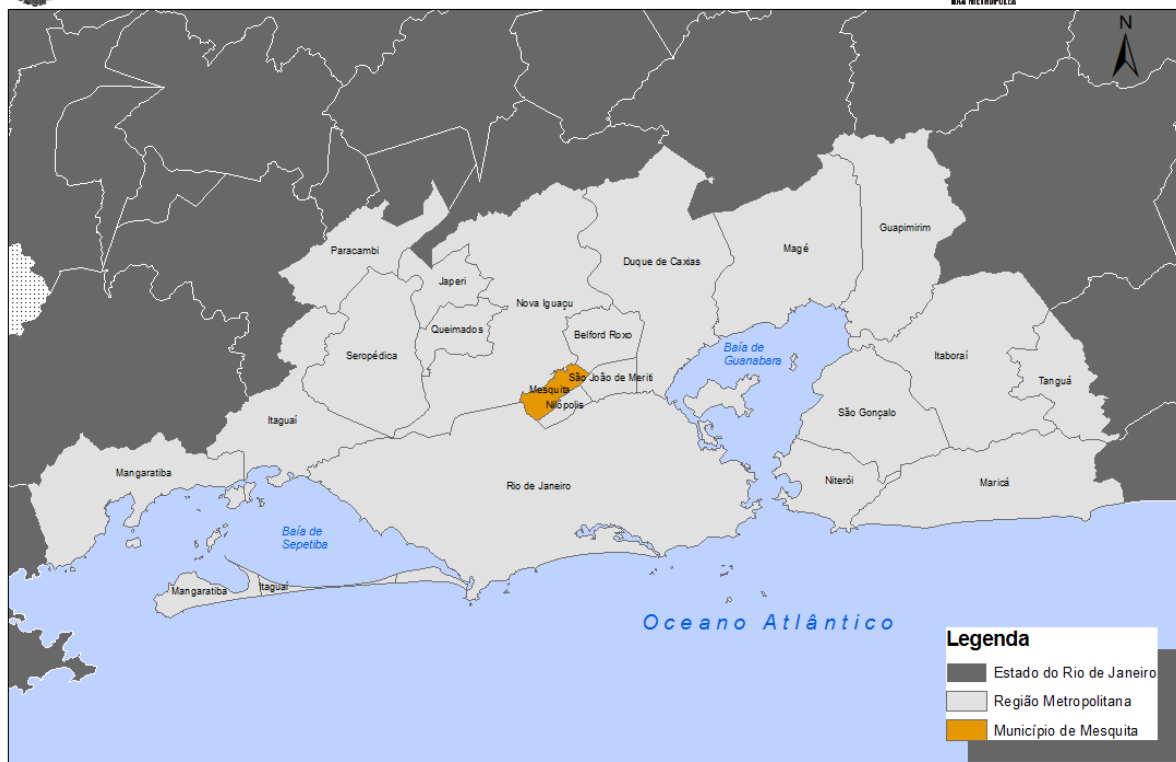 DAS METRÓPOLES
N
Guapimirim
Magé
Paracambi
Duque de Caxias
Japeri
Nova Iguaçu
Queimados
Belford Roxo
Baía de
Guanabara
Seropédica
Itaboraí
São João de Meriti
Tanguá
Mesquita
Nilópolis
São Gonçalo
Itaguaí
Mangaratiba
Niterói
Maricá
Rio de Janeiro
Baía de
Sepetiba
Mangaratiba
Itaguaí
Oceano Atlântico
Legenda
Estado do Rio de Janeiro
Região Metropolitana
Município de Mesquita